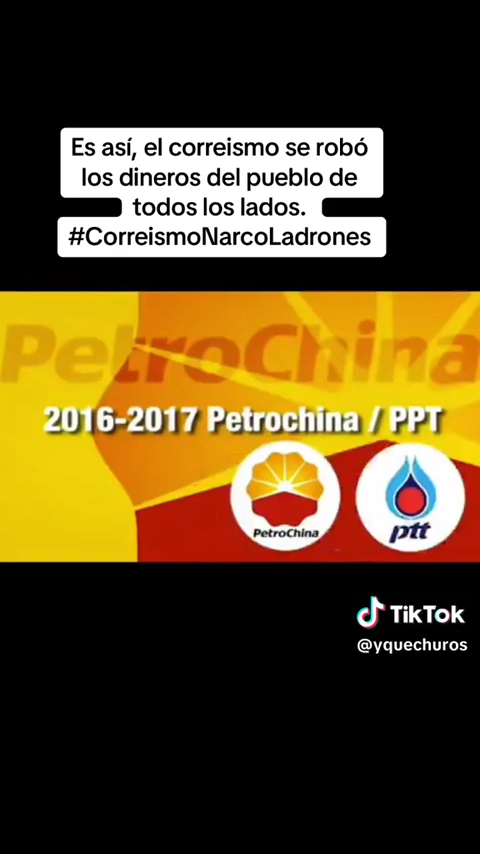 Es así, el correismo se robó
los dineros del pueblo de
todos los lados.
#CorreismoNarcoLadrones
PetroChina
2016-2017 Petrochina / PPT
PetroChina
ptt
TikTok
@yquechuros